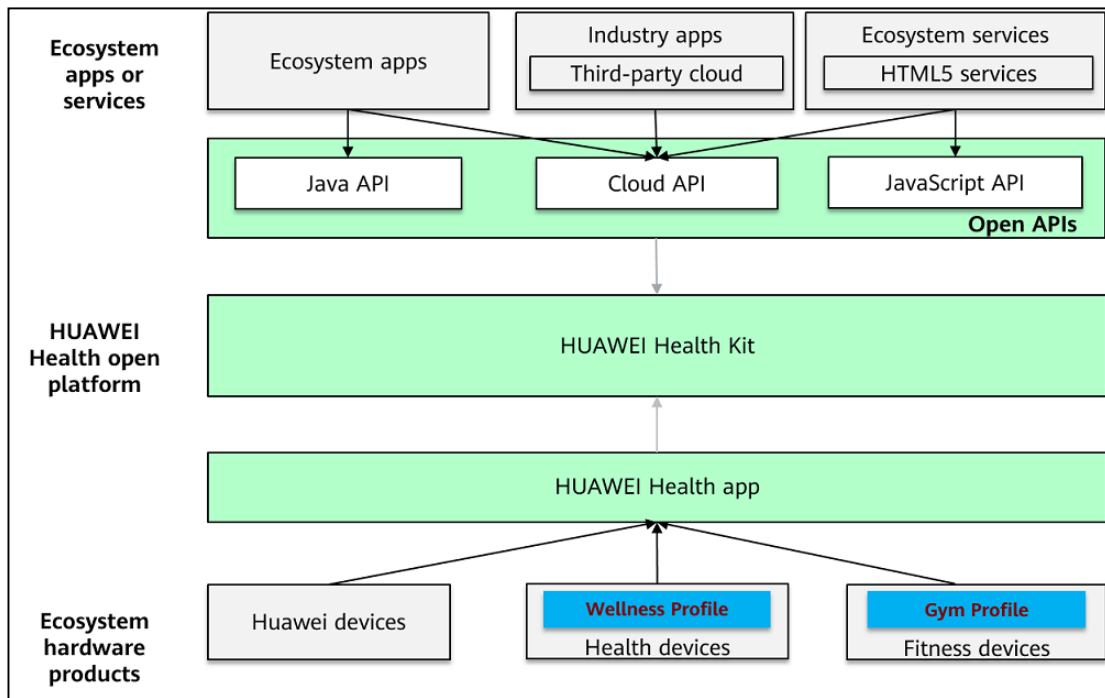 Ecosystem
apps or
services
Ecosystem apps
Industry apps
Third-party cloud
Ecosystem services
HTML5 services
Java API
Cloud API
JavaScript API
Open APIs
HUAWEI
Health open
platform
HUAWEI Health Kit
HUAWEI Health app
Ecosystem
hardware
products
Huawei devices
Wellness Profile
Health devices
Gym Profile
Fitness devices